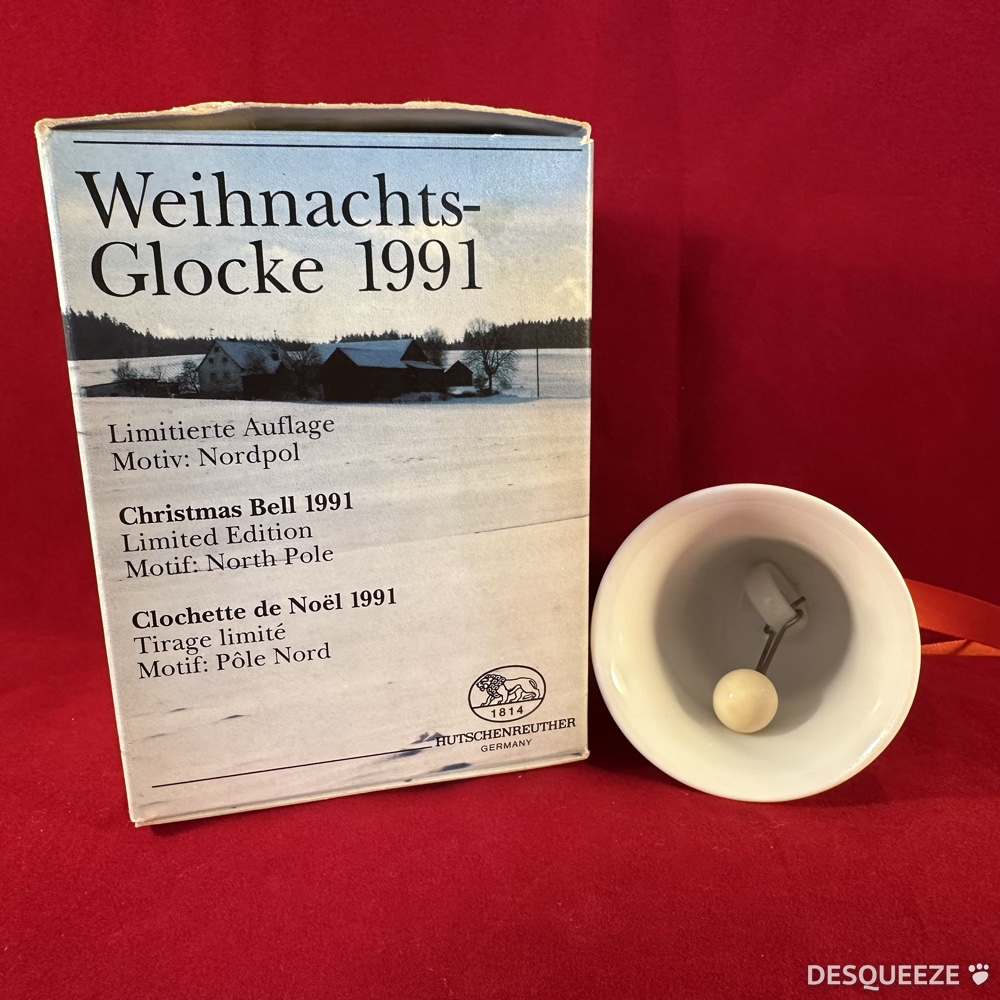 Weihnachts-
Glocke 1991
Limitierte Auflage
Motiv: Nordpol
Christmas Bell 1991
Limited Edition
Motif: North Pole
Clochette de Noël 1991
Tirage limité
Motif: Pôle Nord
1814
HUTSCHENREUTHER
GERMANY
DESQUEEZE